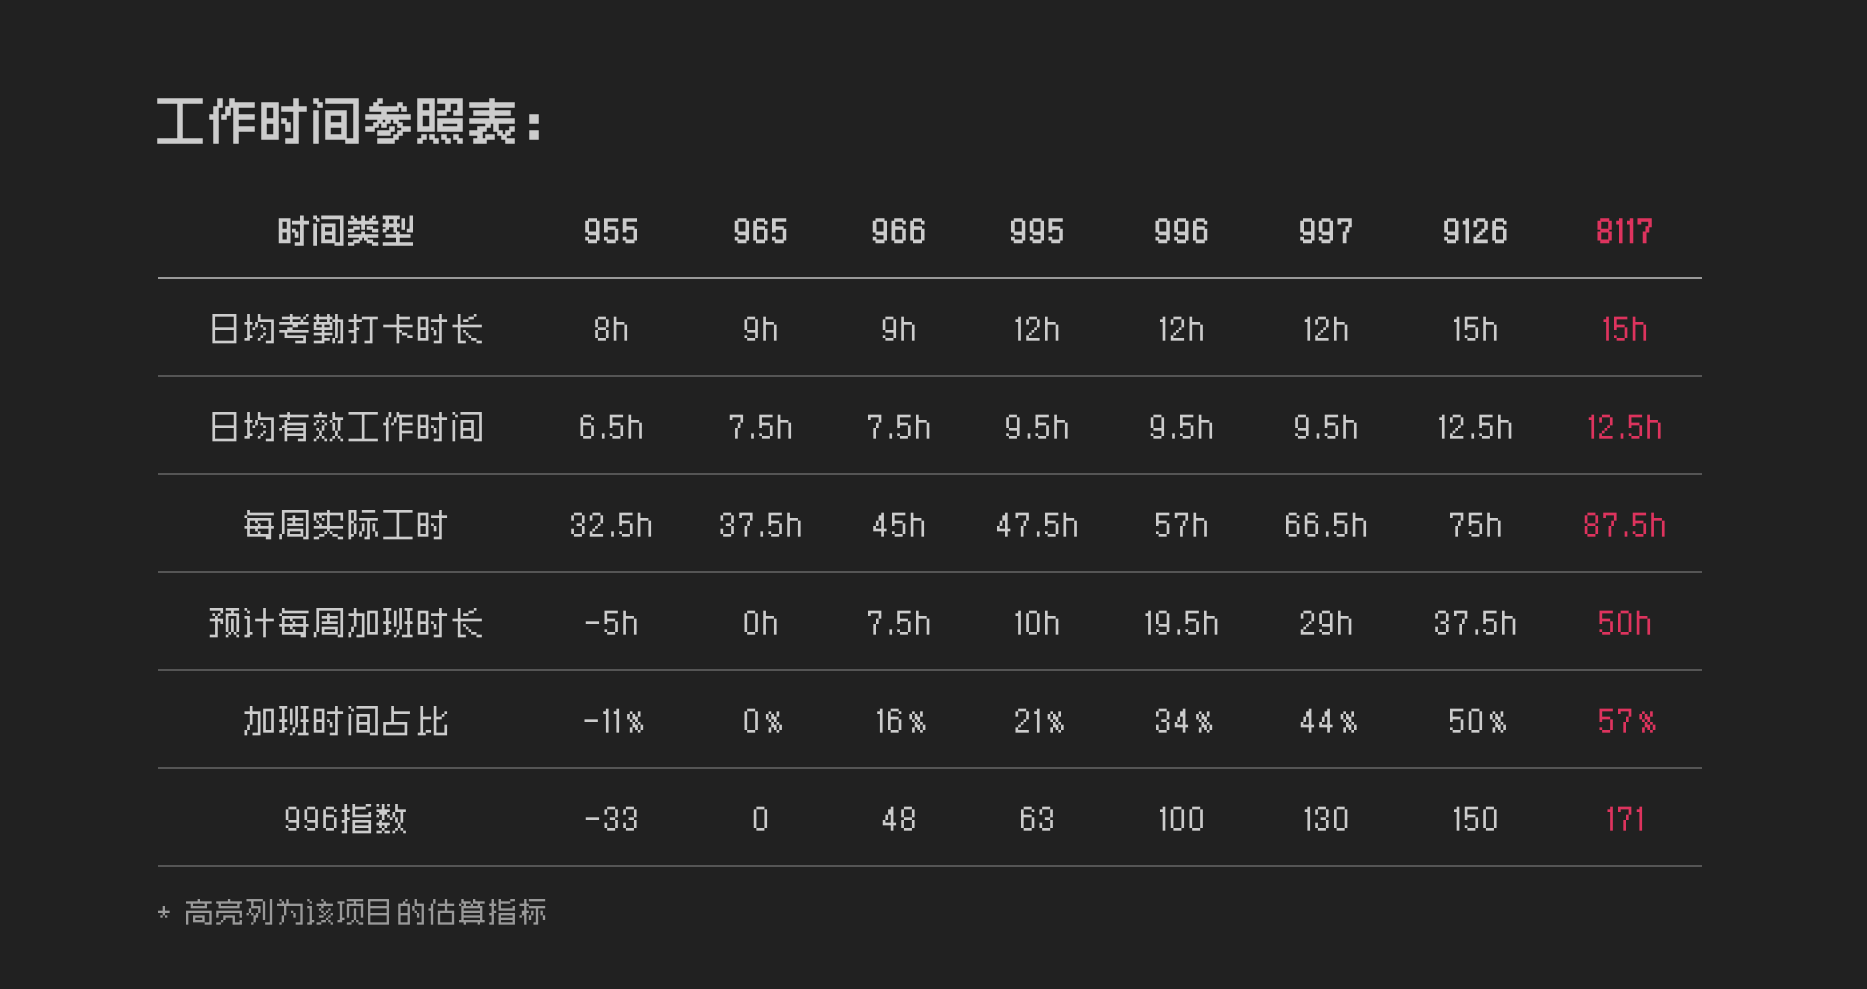 工作时间参照表:
时间类型 955 965 966 995 996 997 9126 8117
日均考勤打卡时长 8h 9h 9h 12h 12h 12h 15h 15h
日均有效工作时间 6.5h 7.5h 7.5h 9.5h 9.5h 9.5h 12.5h 12.5h
每周实际工时 32.5h 37.5h 45h 47.5h 57h 66.5h 75h 87.5h
预计每周加班时长 -5h 0h 7.5h 10h 19.5h 29h 37.5h 50h
加班时间占比 -11% 0% 16% 21% 34% 44% 50% 57%
996指数 -33 0 48 63 100 130 150 171
* 高亮列为该项目的估算指标